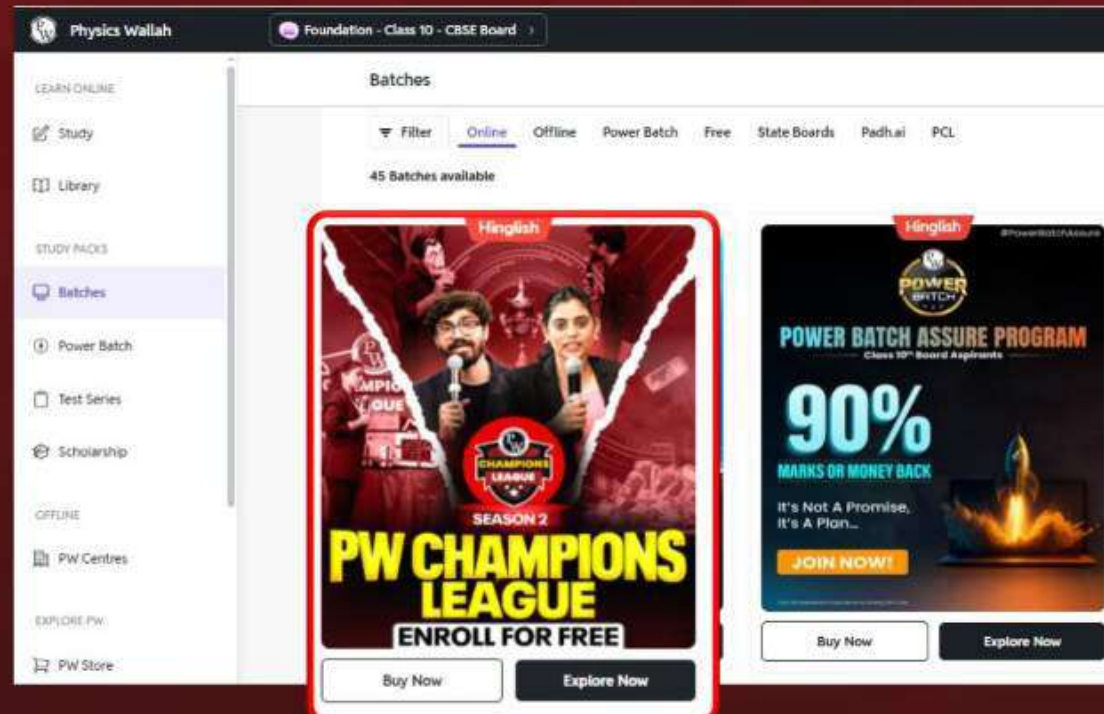 Physics Wallah
Foundation - Class 10 - CBSE Board
LEARN ONLINE
Study
Library
STUDY PACKS
Batches
Power Batch
Test Series
Scholarship
OFFLINE
PW Centres
EXPLORE PW
PW Store
Batches
Filter Online Offline Power Batch Free State Boards Padh.ai PCL
45 Batches available
Hinglish
PW
CHAMPIONS
LEAGUE
SEASON 2
PW CHAMPIONS
LEAGUE
ENROLL FOR FREE
Buy Now Explore Now
Hinglish
#PowerBatchAssure
POWER
BATCH
POWER BATCH ASSURE PROGRAM
Class 10th Board Aspirants
90%
MARKS OR MONEY BACK
It's Not A Promise,
It's A Plan...
JOIN NOW!
Buy Now Explore Now